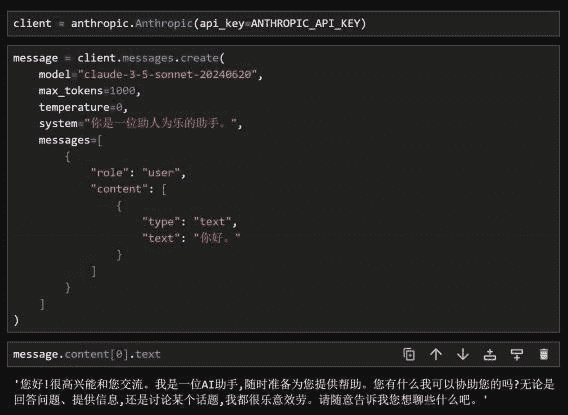 client = anthropic.Anthropic(api_key=ANTHROPIC_API_KEY)
message = client.messages.create(
    model="claude-3-5-sonnet-20240620",
    max_tokens=1000,
    temperature=0,
    system="你是一位助人为乐的助手。",
    messages=[
        {
            "role": "user",
            "content": [
                {
                    "type": "text",
                    "text": "你好。"
                }
            ]
        }
    ]
)
message.content[0].text
'您好!很高兴能和您交流。我是一位AI助手,随时准备为您提供帮助。您有什么我可以协助您的吗?无论是
回答问题、提供信息,还是讨论某个话题,我都很乐意效劳。请随意告诉我您想聊些什么吧。'